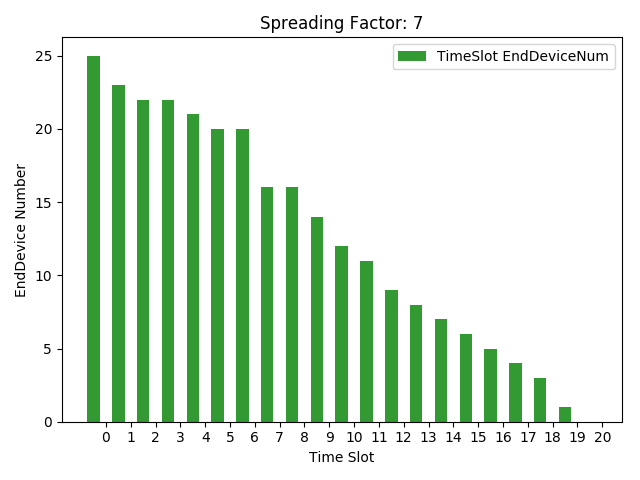 Spreading Factor: 7
TimeSlot EndDeviceNum
EndDevice Number
25
20
15
10
5
0
0 1 2 3 4 5 6 7 8 9 10 11 12 13 14 15 16 17 18 19 20
Time Slot